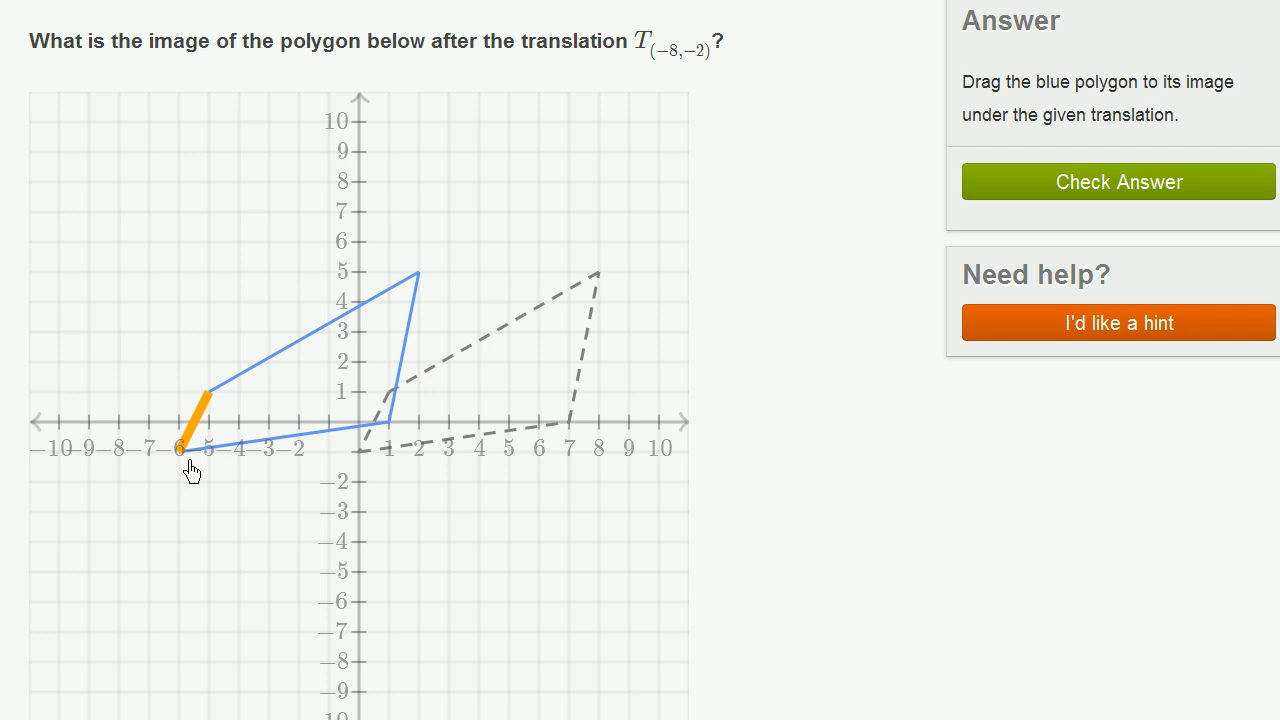 What is the image of the polygon below after the translation T(−8,−2)?
10
9
8
7
6
5
4
3
2
1
−10−9−8−7−6 5−4−3−2 1 2 3 4 5 6 7 8 9 10
−2
−3
−4
−5
−6
−7
−8
−9
10
Answer
Drag the blue polygon to its image
under the given translation.
Check Answer
Need help?
I'd like a hint